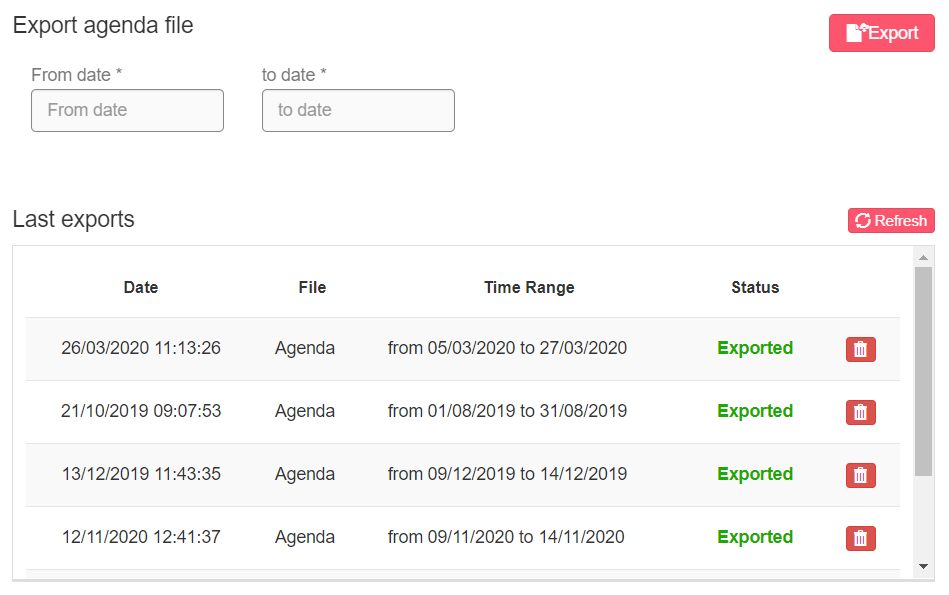 Export agenda file
Export
From date * to date *
From date to date
Last exports
Refresh
Date File Time Range Status
26/03/2020 11:13:26 Agenda from 05/03/2020 to 27/03/2020 Exported
21/10/2019 09:07:53 Agenda from 01/08/2019 to 31/08/2019 Exported
13/12/2019 11:43:35 Agenda from 09/12/2019 to 14/12/2019 Exported
12/11/2020 12:41:37 Agenda from 09/11/2020 to 14/11/2020 Exported